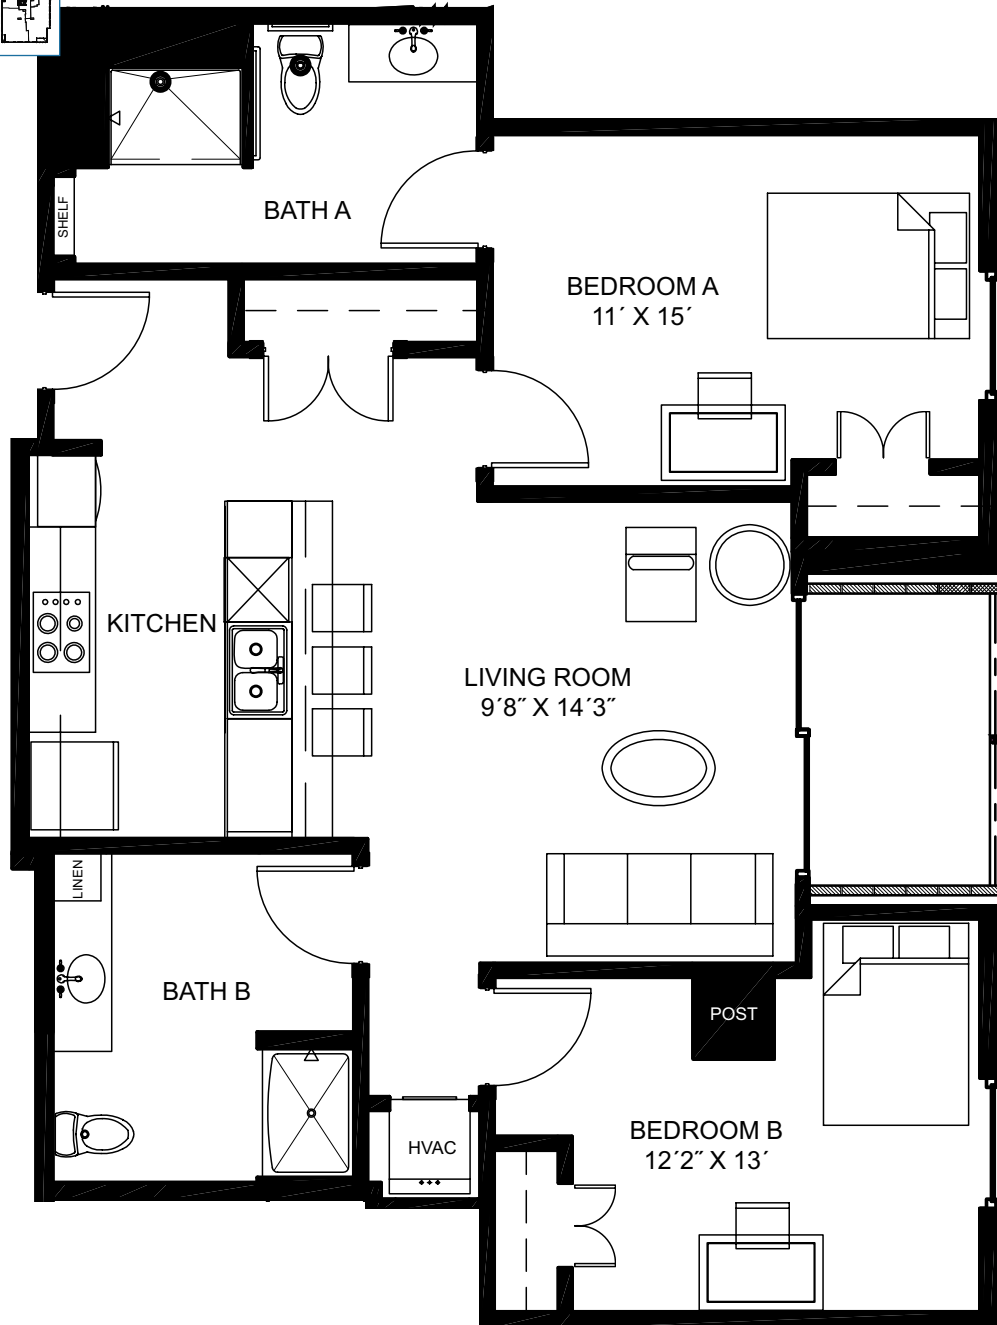 SHELF
BATH A
BEDROOM A
11´ X 15´
KITCHEN
LIVING ROOM
9´8˝ X 14´3˝
LINEN
BATH B
POST
HVAC
BEDROOM B
12´2˝ X 13´